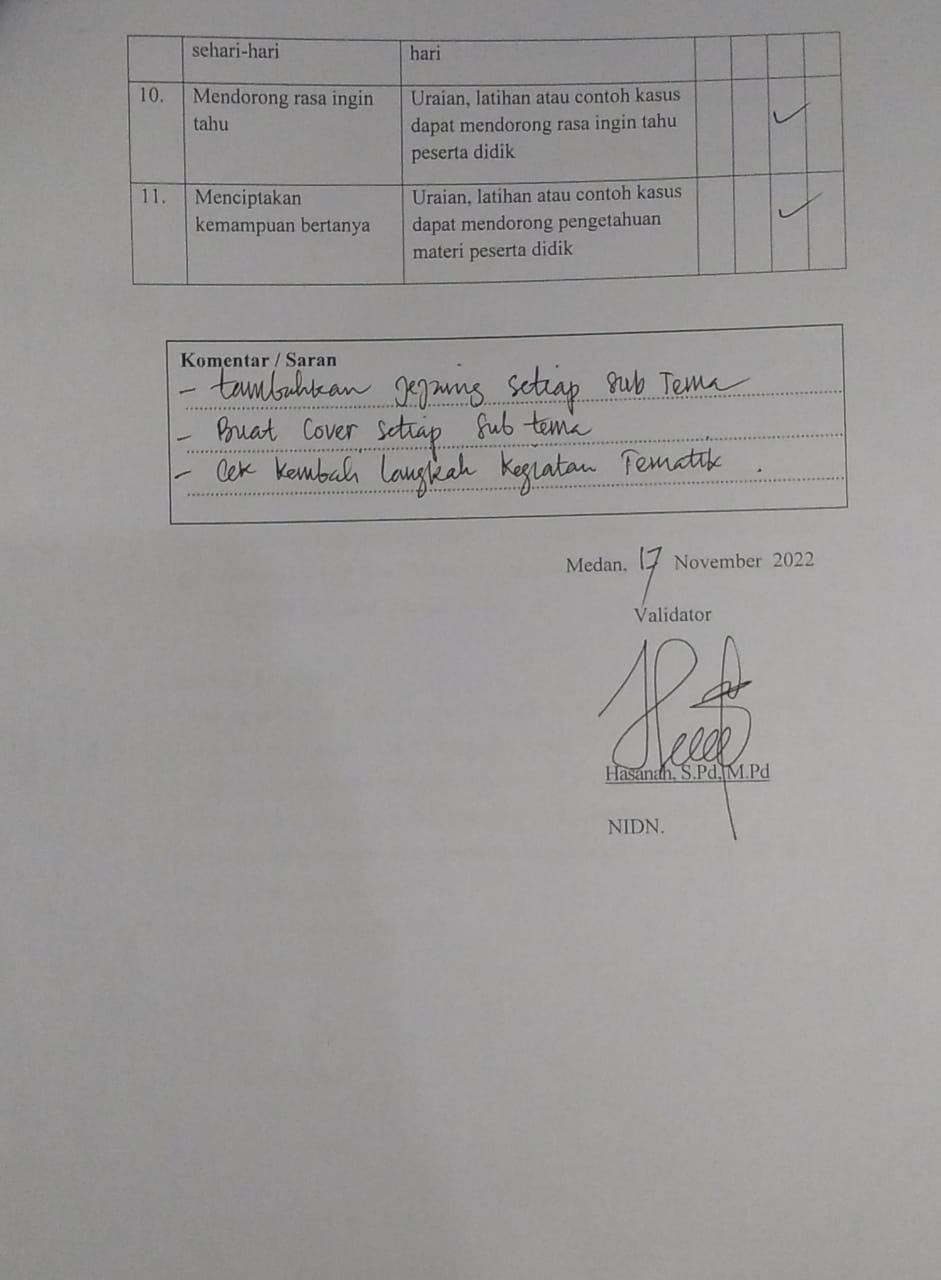 sehari-hari hari
10. Mendorong rasa ingin Uraian, latihan atau contoh kasus
tahu dapat mendorong rasa ingin tahu
peserta didik
11. Menciptakan Uraian, latihan atau contoh kasus
kemampuan bertanya dapat mendorong pengetahuan
materi peserta didik
Komentar / Saran
- tambahkan setiap Sub Tema
- Buat Cover setiap Sub tema
- Cek Kembali langkah Kegiatan Tematik .
Medan, 17 November 2022
Validator
Hasanah, S.Pd, M.Pd
NIDN.